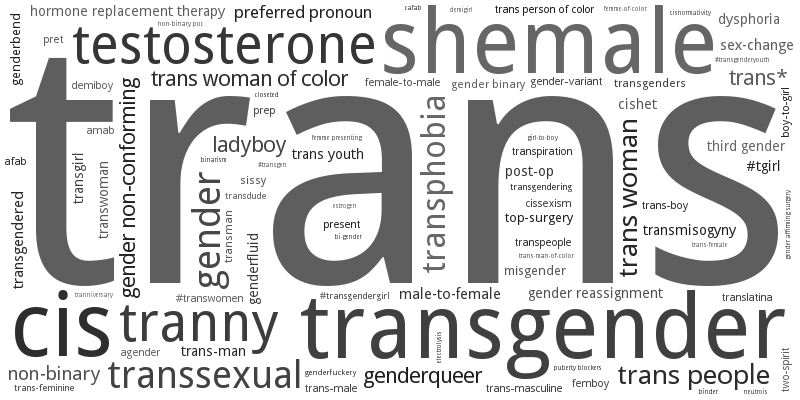 hormone replacement therapy
preferred pronoun
cafab
demigirl
trans person of color
femme-of-color
cisnormativity
dysphoria
genderbend
non-binary poc
pret
testosterone
shemale
sex-change
#transgenderyouth
demiboy
trans woman of color
female-to-male
gender binary
gender-variant
transgenders
trans*
trans
closeted
prep
cishet
boy-to-girl
amab
gender non-conforming
ladyboy
femme presenting
transphobia
girl-to-boy
third gender
afab
transgirl
transwoman
binarism
#transgen
trans youth
transpiration
trans woman
#tgirl
sissy
post-op
transgendering
transgendered
gender
transdude
estrogen
cissexism
trans-boy
transman
present
top-surgery
gender affirming surgery
genderfluid
bi-gender
transpeople
transmisogyny
trans-female
trans-man-of-color
misgender
tranniversary
#transwomen
#transgendergirl
male-to-female
gender reassignment
translatina
cis
tranny
transgender
agender
trans-man
electrolysis
two-spirit
non-binary
transsexual
genderfuckery
genderqueer
puberty blockers
femboy
trans people
trans-feminine
trans-male
trans-masculine
binder
neutrois